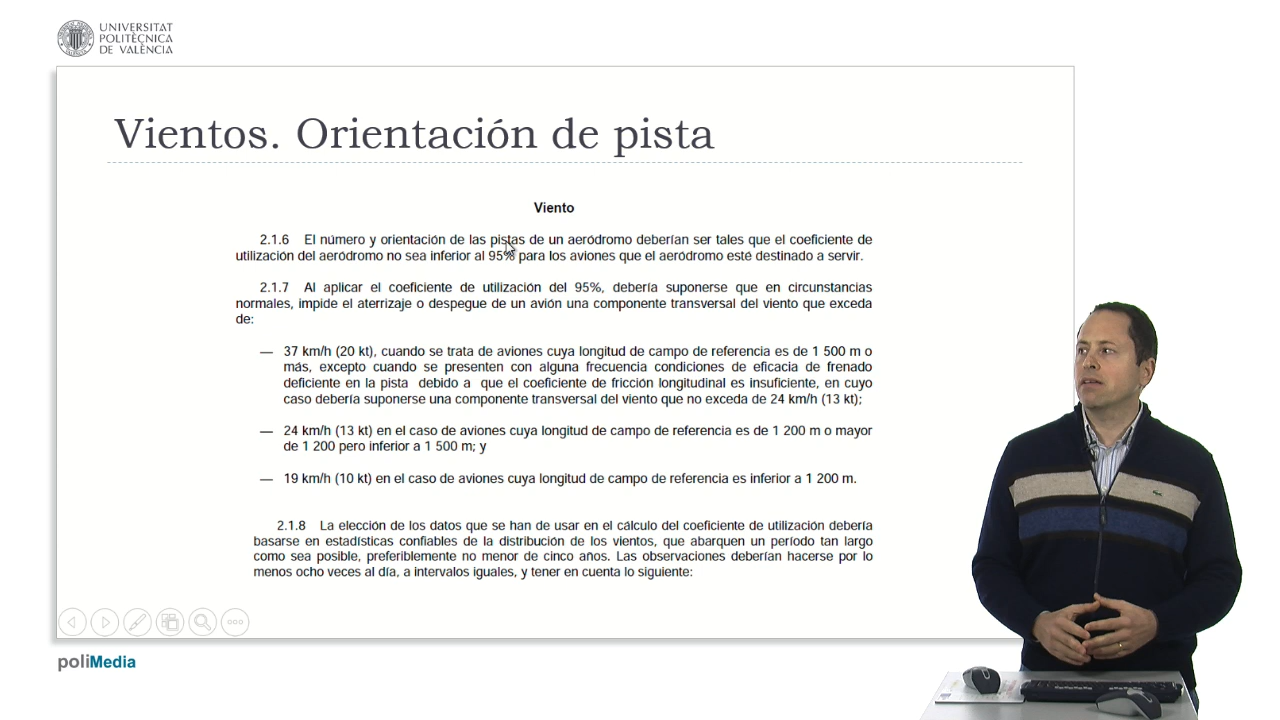 UNIVERSITAT
POLITÈCNICA
DE VALÈNCIA
Vientos. Orientación de pista
Viento
2.1.6 El número y orientación de las pistas de un aeródromo deberían ser tales que el coeficiente de
utilización del aeródromo no sea inferior al 95% para los aviones que el aeródromo esté destinado a servir.
2.1.7 Al aplicar el coeficiente de utilización del 95%, debería suponerse que en circunstancias
normales, impide el aterrizaje o despegue de un avión una componente transversal del viento que exceda
de:
— 37 km/h (20 kt), cuando se trata de aviones cuya longitud de campo de referencia es de 1 500 m o
más, excepto cuando se presenten con alguna frecuencia condiciones de eficacia de frenado
deficiente en la pista debido a que el coeficiente de fricción longitudinal es insuficiente, en cuyo
caso debería suponerse una componente transversal del viento que no exceda de 24 km/h (13 kt);
— 24 km/h (13 kt) en el caso de aviones cuya longitud de campo de referencia es de 1 200 m o mayor
de 1 200 pero inferior a 1 500 m; y
— 19 km/h (10 kt) en el caso de aviones cuya longitud de campo de referencia es inferior a 1 200 m.
2.1.8 La elección de los datos que se han de usar en el cálculo del coeficiente de utilización debería
basarse en estadísticas confiables de la distribución de los vientos, que abarquen un período tan largo
como sea posible, preferiblemente no menor de cinco años. Las observaciones deberían hacerse por lo
menos ocho veces al día, a intervalos iguales, y tener en cuenta lo siguiente:
poliMedia